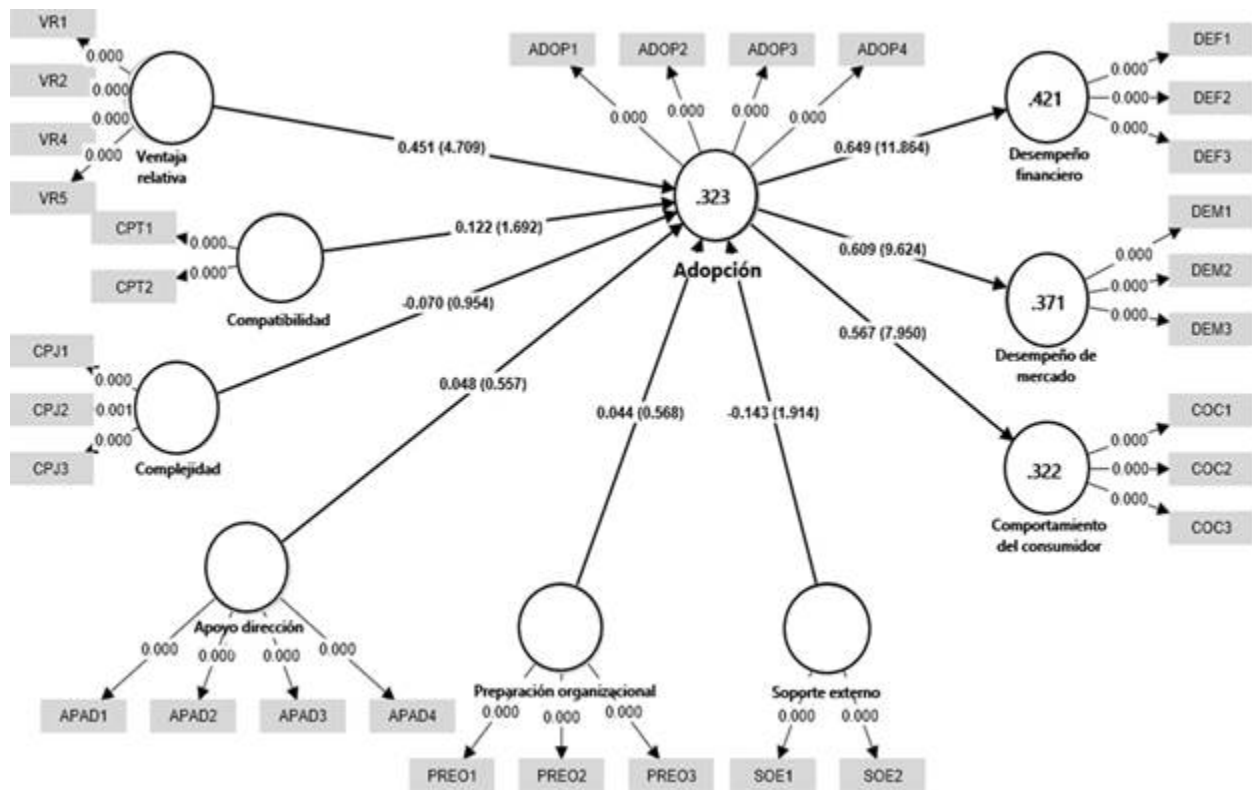 VR1
0.000
VR2
0.000
0.000
VR4
0.000
VR5
Ventaja
relativa
0.451 (4.709)
ADOP1
ADOP2
ADOP3
ADOP4
0.000
0.000
0.000
0.000
.323
Adopción
CPT1
0.000
CPT2
0.000
Compatibilidad
0.122 (1.692)
CPJ1
0.000
CPJ2
0.001
CPJ3
0.000
Complejidad
-0.070 (0.954)
Apoyo dirección
0.048 (0.557)
0.000
0.000
0.000
0.000
APAD1
APAD2
APAD3
APAD4
0.044 (0.568)
Preparación organizacional
0.000
0.000
0.000
PREO1
PREO2
PREO3
-0.143 (1.914)
Soporte externo
0.000
0.000
SOE1
SOE2
0.649 (11.864)
.421
Desempeño
financiero
0.000
DEF1
0.000
DEF2
0.000
DEF3
0.609 (9.624)
.371
Desempeño de
mercado
0.000
DEM1
0.000
DEM2
0.000
DEM3
0.567 (7.950)
.322
Comportamiento
del consumidor
0.000
COC1
0.000
COC2
0.000
COC3